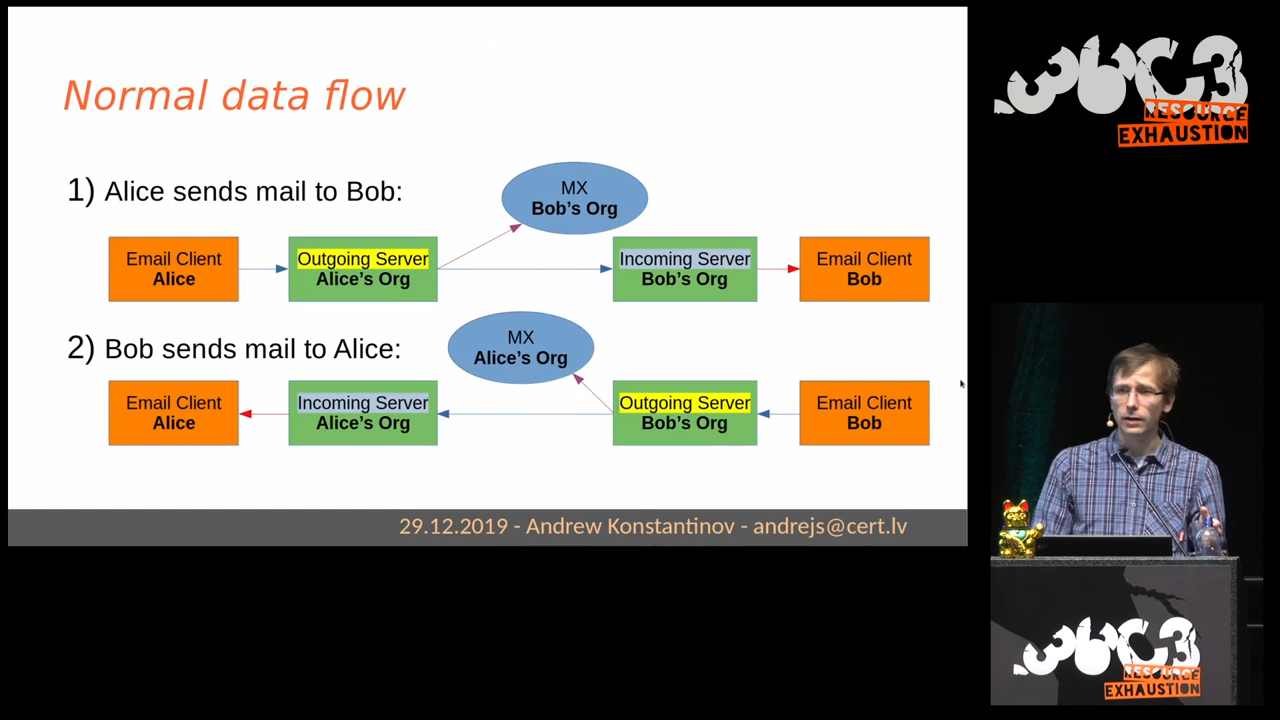 Normal data flow
1) Alice sends mail to Bob:
MX
Bob's Org
Email Client
Alice
Outgoing Server
Alice's Org
Incoming Server
Bob's Org
Email Client
Bob
2) Bob sends mail to Alice:
MX
Alice's Org
Email Client
Alice
Incoming Server
Alice's Org
Outgoing Server
Bob's Org
Email Client
Bob
29.12.2019 - Andrew Konstantinov - andrejs@cert.lv
36C3
RESOURCE
EXHAUSTION
36C3
RESOURCE
EXHAUSTION